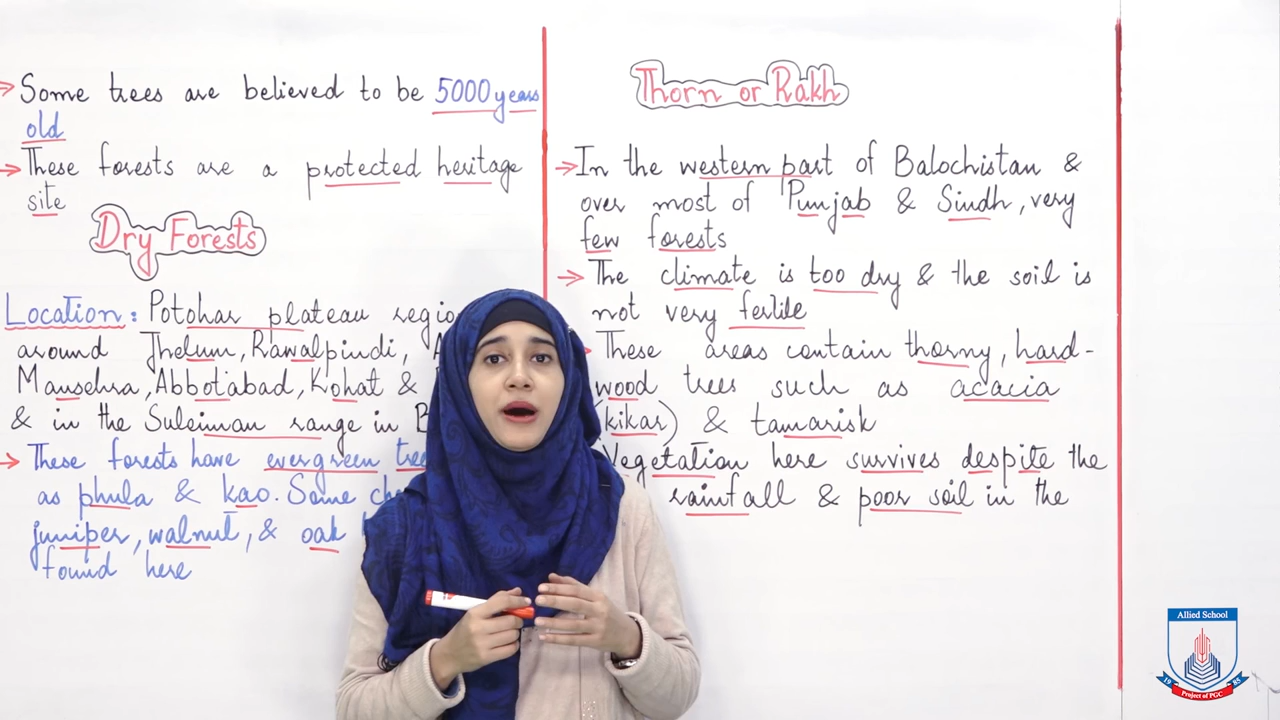 Some trees are believed to be 5000 years
old
These forests are a protected heritage
site
Dry Forests
Location: Potohar plateau
around Jhelum, Rawalpindi,
Mansehra, Abbotabad, Kohat &
& in the Suleiman range in
These forests have evergreen
as phula & kao. Some
juniper, walnut, & oak
found here
Thorn or Rakh
In the western part of Balochistan &
over most of Punjab & Sindh, very
few forests
The climate is too dry & the soil is
not very fertile
These areas contain thorny, hard-
wood trees such as acacia
(kikar) & tamarisk
Vegetation here survives despite the
rainfall & poor soil in the
Allied School
19 85
Project of PGC